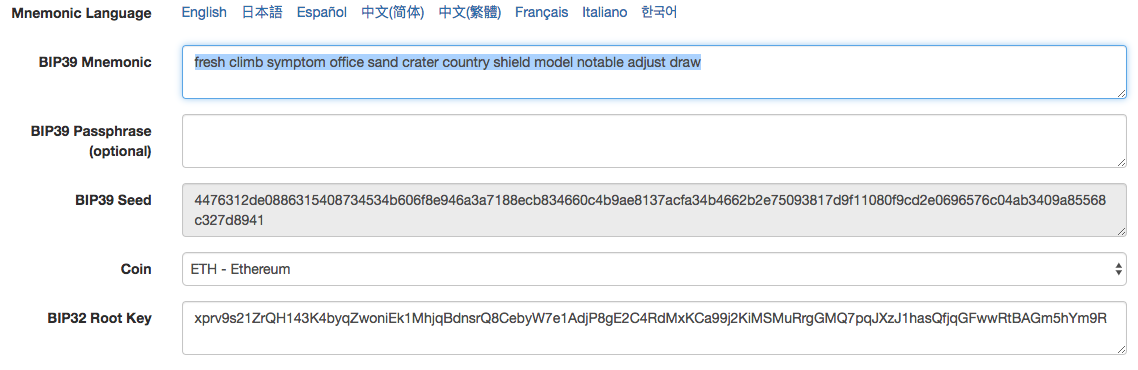 Mnemonic Language English 日本語 Español 中文(简体) 中文(繁體) Français Italiano 한국어
BIP39 Mnemonic fresh climb symptom office sand crater country shield model notable adjust draw
BIP39 Passphrase
(optional)
BIP39 Seed 4476312de0886315408734534b606f8e946a3a7188ecb834660c4b9ae8137acfa34b4662b2e75093817d9f11080f9cd2e0696576c04ab3409a85568
c327d8941
Coin ETH - Ethereum
BIP32 Root Key xprv9s21ZrQH143K4byqZwoniEk1MhjqBdnsrQ8CebyW7e1AdjP8gE2C4RdMxKCa99j2KiMSMuRrgGMQ7pqJXzJ1hasQfjqGFwwRtBAGm5hYm9R